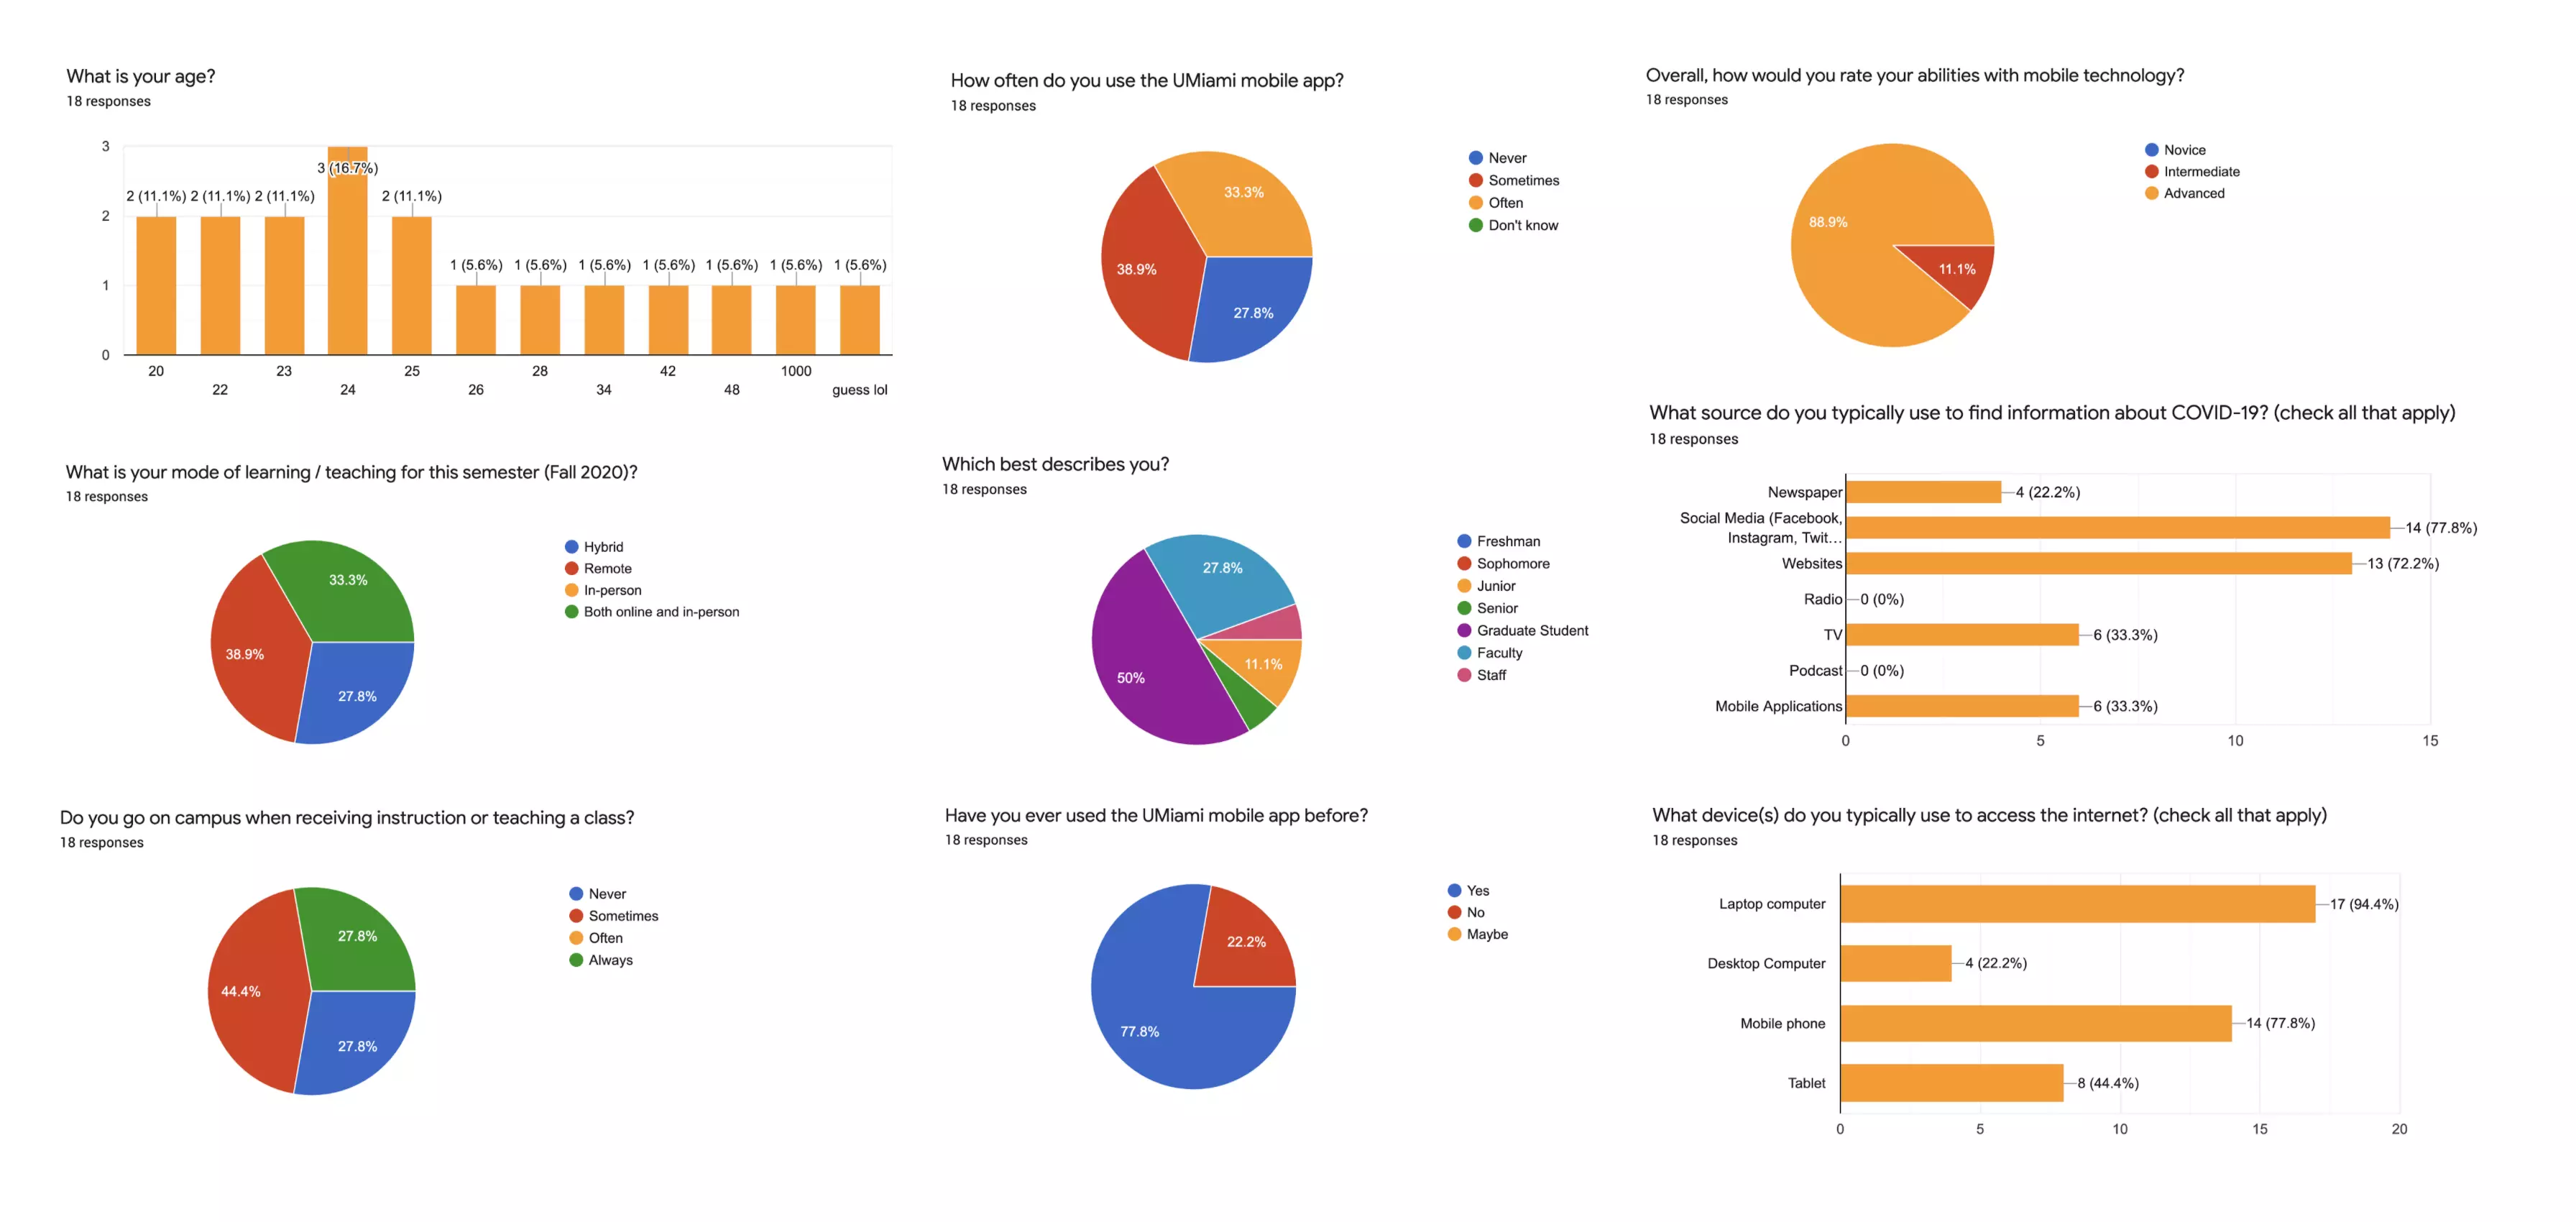 What is your age?
18 responses
3
3 (16.7%)
2 (11.1%) 2 (11.1%) 2 (11.1%) 2 (11.1%)
2
1 (5.6%) 1 (5.6%) 1 (5.6%) 1 (5.6%) 1 (5.6%) 1 (5.6%) 1 (5.6%)
1
0
20 23 25 28 42 1000
22 24 26 34 48 guess lol
How often do you use the UMiami mobile app?
18 responses
33.3%
38.9%
27.8%
Never
Sometimes
Often
Don't know
Overall, how would you rate your abilities with mobile technology?
18 responses
88.9%
11.1%
Novice
Intermediate
Advanced
What is your mode of learning / teaching for this semester (Fall 2020)?
18 responses
33.3%
38.9%
27.8%
Hybrid
Remote
In-person
Both online and in-person
Which best describes you?
18 responses
27.8%
11.1%
50%
Freshman
Sophomore
Junior
Senior
Graduate Student
Faculty
Staff
What source do you typically use to find information about COVID-19? (check all that apply)
18 responses
Newspaper 4 (22.2%)
Social Media (Facebook,
Instagram, Twit... 14 (77.8%)
Websites 13 (72.2%)
Radio 0 (0%)
TV 6 (33.3%)
Podcast 0 (0%)
Mobile Applications 6 (33.3%)
0 5 10 15
Do you go on campus when receiving instruction or teaching a class?
18 responses
27.8%
44.4%
27.8%
Never
Sometimes
Often
Always
Have you ever used the UMiami mobile app before?
18 responses
22.2%
77.8%
Yes
No
Maybe
What device(s) do you typically use to access the internet? (check all that apply)
18 responses
Laptop computer 17 (94.4%)
Desktop Computer 4 (22.2%)
Mobile phone 14 (77.8%)
Tablet 8 (44.4%)
0 5 10 15 20